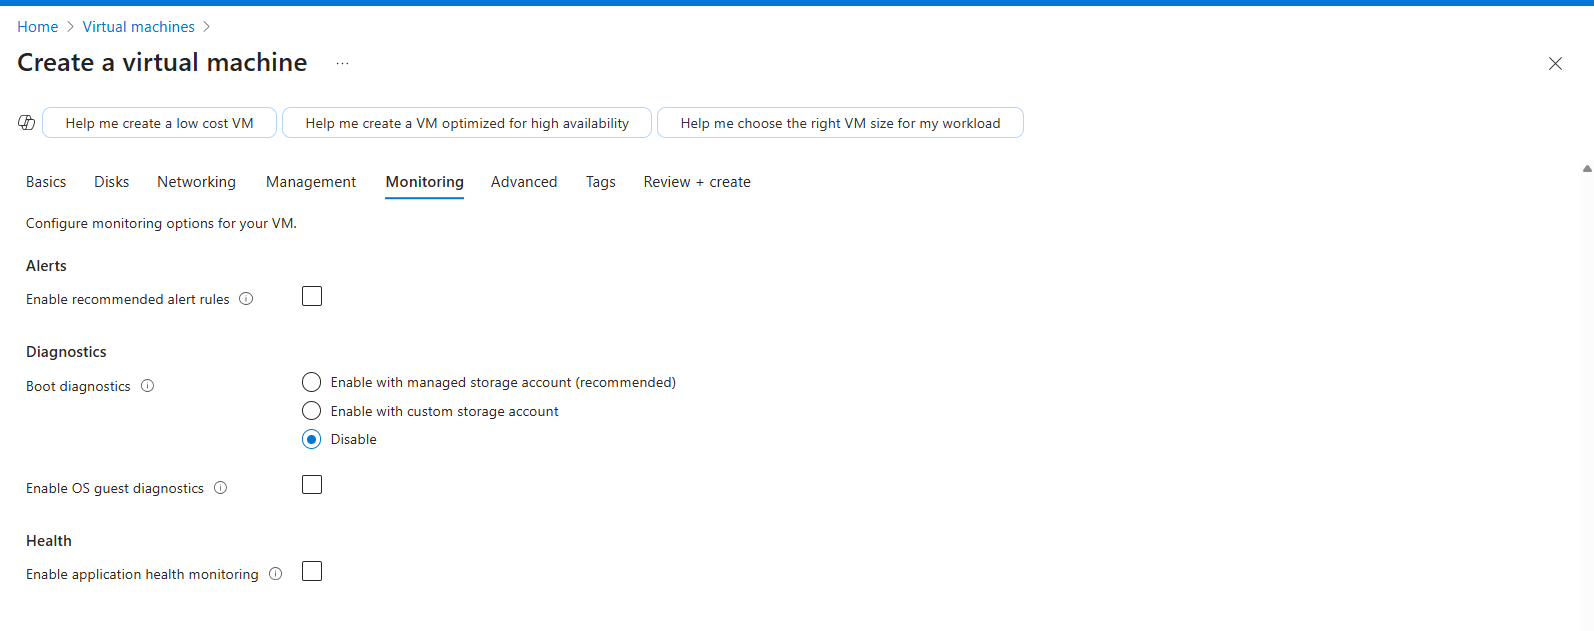 Home > Virtual machines >
Create a virtual machine ...
Help me create a low cost VM Help me create a VM optimized for high availability Help me choose the right VM size for my workload
Basics Disks Networking Management Monitoring Advanced Tags Review + create
Configure monitoring options for your VM.
Alerts
Enable recommended alert rules
Diagnostics
Boot diagnostics Enable with managed storage account (recommended)
Enable with custom storage account
Disable
Enable OS guest diagnostics
Health
Enable application health monitoring